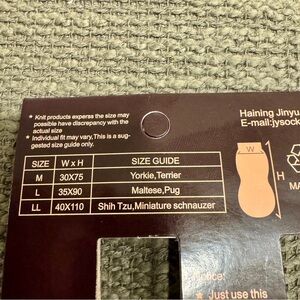 * Knit products experss the size may
possible have discrepancy with the
actual size
* Individual fit may vary,This is a sug-
gested size guide only.
Haining Jinyu
E-mail:jysock
SIZE W x H SIZE GUIDE
M 30X75 Yorkie,Terrier
L 35X90 Maltese,Pug
LL 40X110 Shih Tzu,Miniature schnauzer
W
H
MA
* Just use this